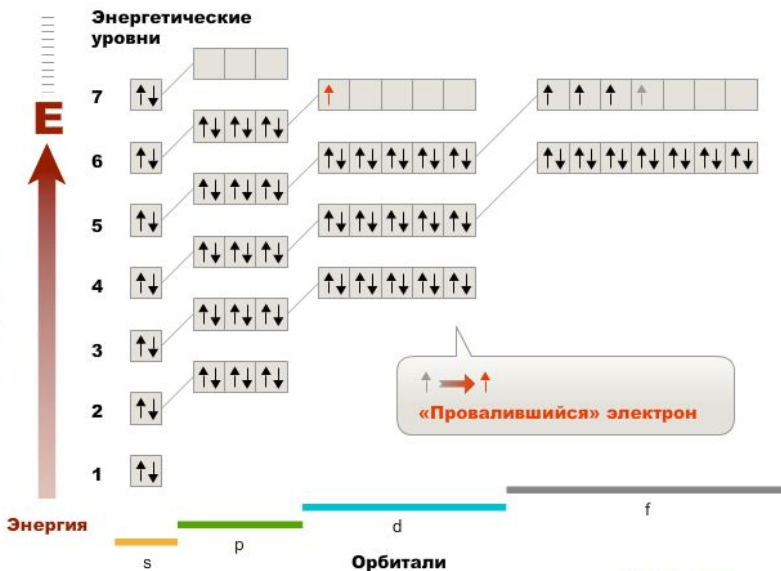 Энергетические
уровни
7
E
6
5
4
3
2
«Провалившийся» электрон
1
Энергия
s
p
d
f
Орбитали